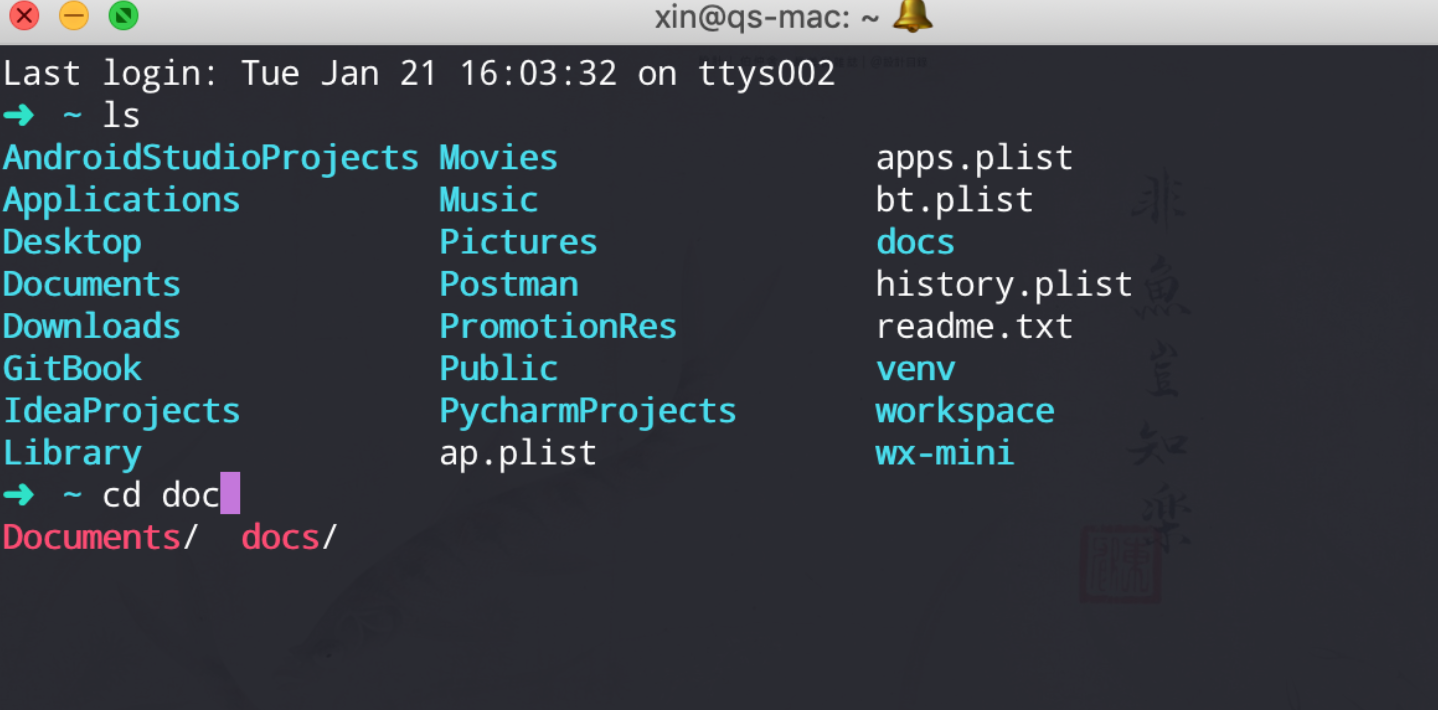 xin@qs-mac: ~
Last login: Tue Jan 21 16:03:32 on ttys002
➜ ~ ls
AndroidStudioProjects Movies apps.plist
Applications Music bt.plist
Desktop Pictures docs
Documents Postman history.plist
Downloads PromotionRes readme.txt
GitBook Public venv
IdeaProjects PycharmProjects workspace
Library ap.plist wx-mini
➜ ~ cd doc
Documents/ docs/
非
魚
豈
知
樂